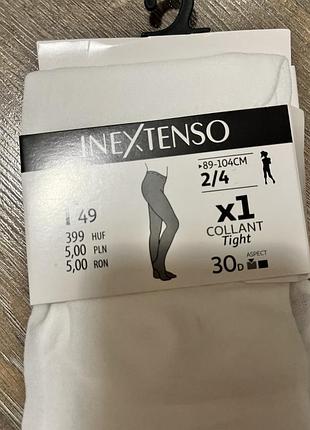 INEXTENSO
▸89-104CM
2/4
49
399 HUF
5,00 PLN
5,00 RON
x1
COLLANT
Tight
30D
ASPECT